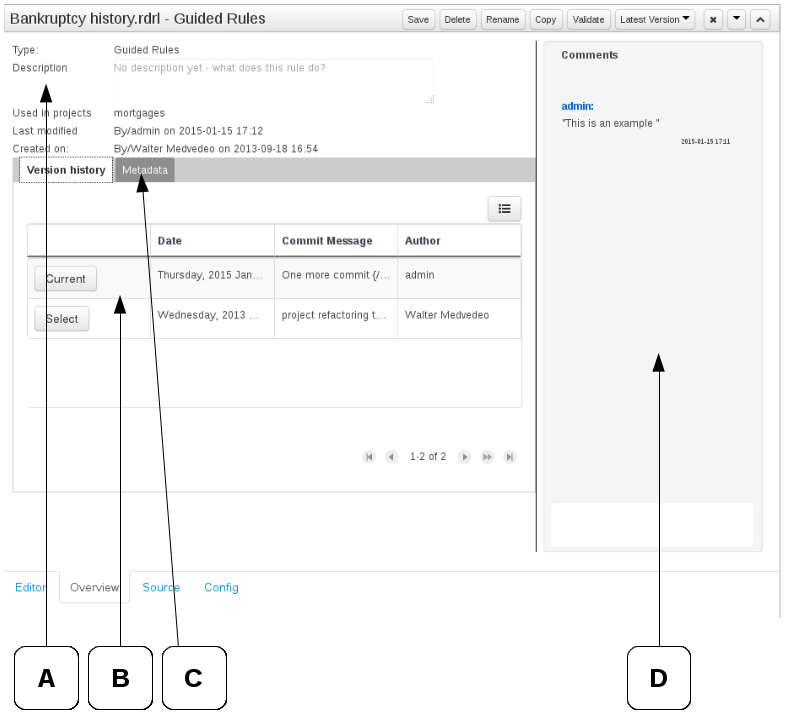 Bankruptcy history.rdrl - Guided Rules
Save Delete Rename Copy Validate Latest Version
Type: Guided Rules
Description No description yet - what does this rule do?
Used in projects mortgages
Last modified By/admin on 2015-01-15 17:12
Created on: By/Walter Medvedeo on 2013-09-18 16:54
Version history Metadata
Date Commit Message Author
Current Thursday, 2015 Jan... One more commit {/... admin
Select Wednesday, 2013 ... project refactoring t... Walter Medvedeo
1-2 of 2
Comments
admin:
"This is an example "
2015-01-15 17:11
Editor Overview Source Config
A B C D